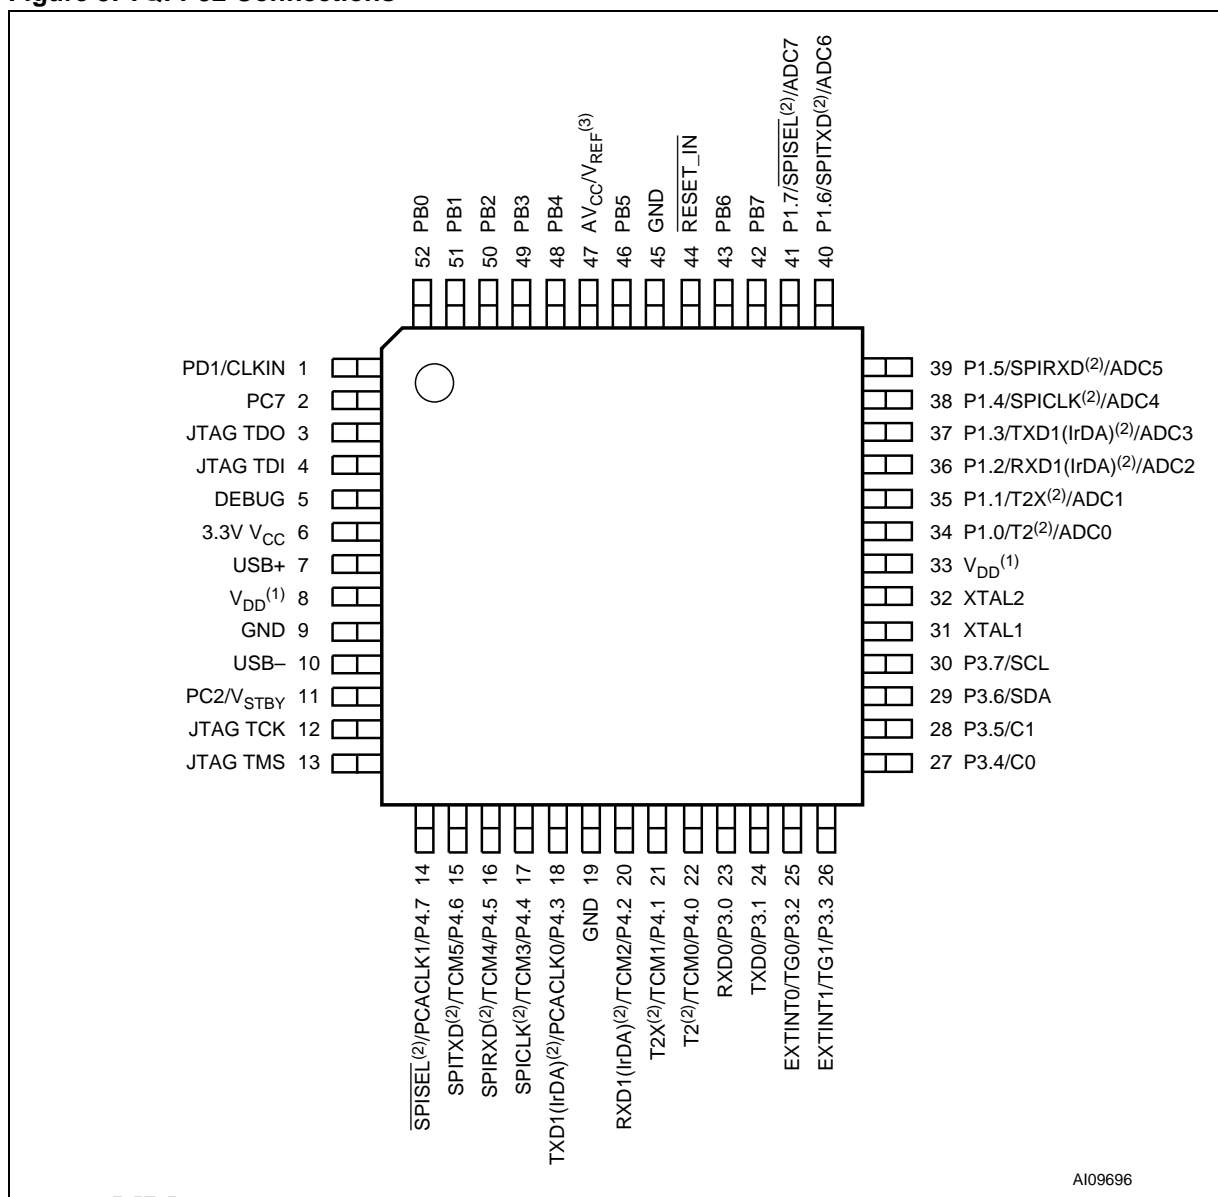 52 PB0
51 PB1
50 PB2
49 PB3
48 PB4
47 AVCC/VREF(3)
46 PB5
45 GND
44 RESET_IN
43 PB6
42 PB7
41 P1.7/SPISEL(2)/ADC7
40 P1.6/SPITXD(2)/ADC6
PD1/CLKIN 1
PC7 2
JTAG TDO 3
JTAG TDI 4
DEBUG 5
3.3V VCC 6
USB+ 7
VDD(1) 8
GND 9
USB– 10
PC2/VSTBY 11
JTAG TCK 12
JTAG TMS 13
39 P1.5/SPIRXD(2)/ADC5
38 P1.4/SPICLK(2)/ADC4
37 P1.3/TXD1(IrDA)(2)/ADC3
36 P1.2/RXD1(IrDA)(2)/ADC2
35 P1.1/T2X(2)/ADC1
34 P1.0/T2(2)/ADC0
33 VDD(1)
32 XTAL2
31 XTAL1
30 P3.7/SCL
29 P3.6/SDA
28 P3.5/C1
27 P3.4/C0
SPISEL(2)/PCACLK1/P4.7 14
SPITXD(2)/TCM5/P4.6 15
SPIRXD(2)/TCM4/P4.5 16
SPICLK(2)/TCM3/P4.4 17
TXD1(IrDA)(2)/PCACLK0/P4.3 18
GND 19
RXD1(IrDA)(2)/TCM2/P4.2 20
T2X(2)/TCM1/P4.1 21
T2(2)/TCM0/P4.0 22
RXD0/P3.0 23
TXD0/P3.1 24
EXTINT0/TG0/P3.2 25
EXTINT1/TG1/P3.3 26
AI09696